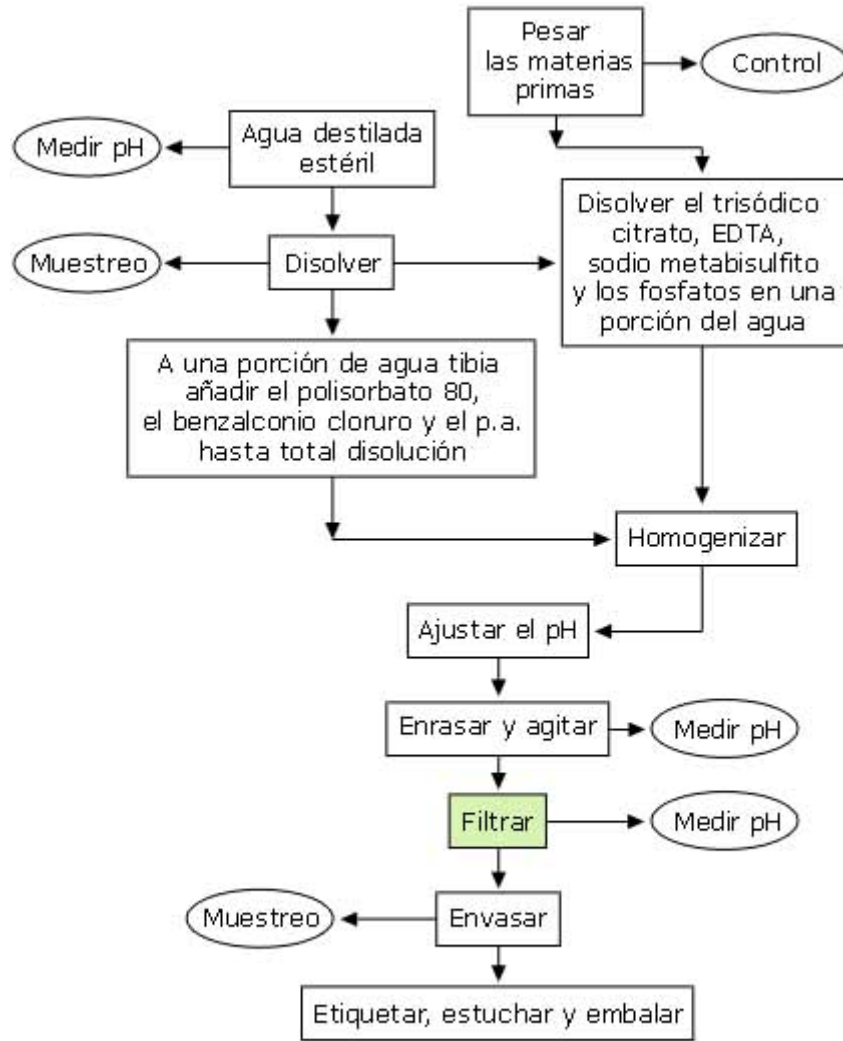 Pesar
las materias
primas
Control
Medir pH
Agua destilada
estéril
Disolver el trisódico
citrato, EDTA,
sodio metabisulfito
y los fosfatos en una
porción del agua
Muestreo
Disolver
A una porción de agua tibia
añadir el polisorbato 80,
el benzalconio cloruro y el p.a.
hasta total disolución
Homogenizar
Ajustar el pH
Enrasar y agitar
Medir pH
Filtrar
Medir pH
Muestreo
Envasar
Etiquetar, estuchar y embalar